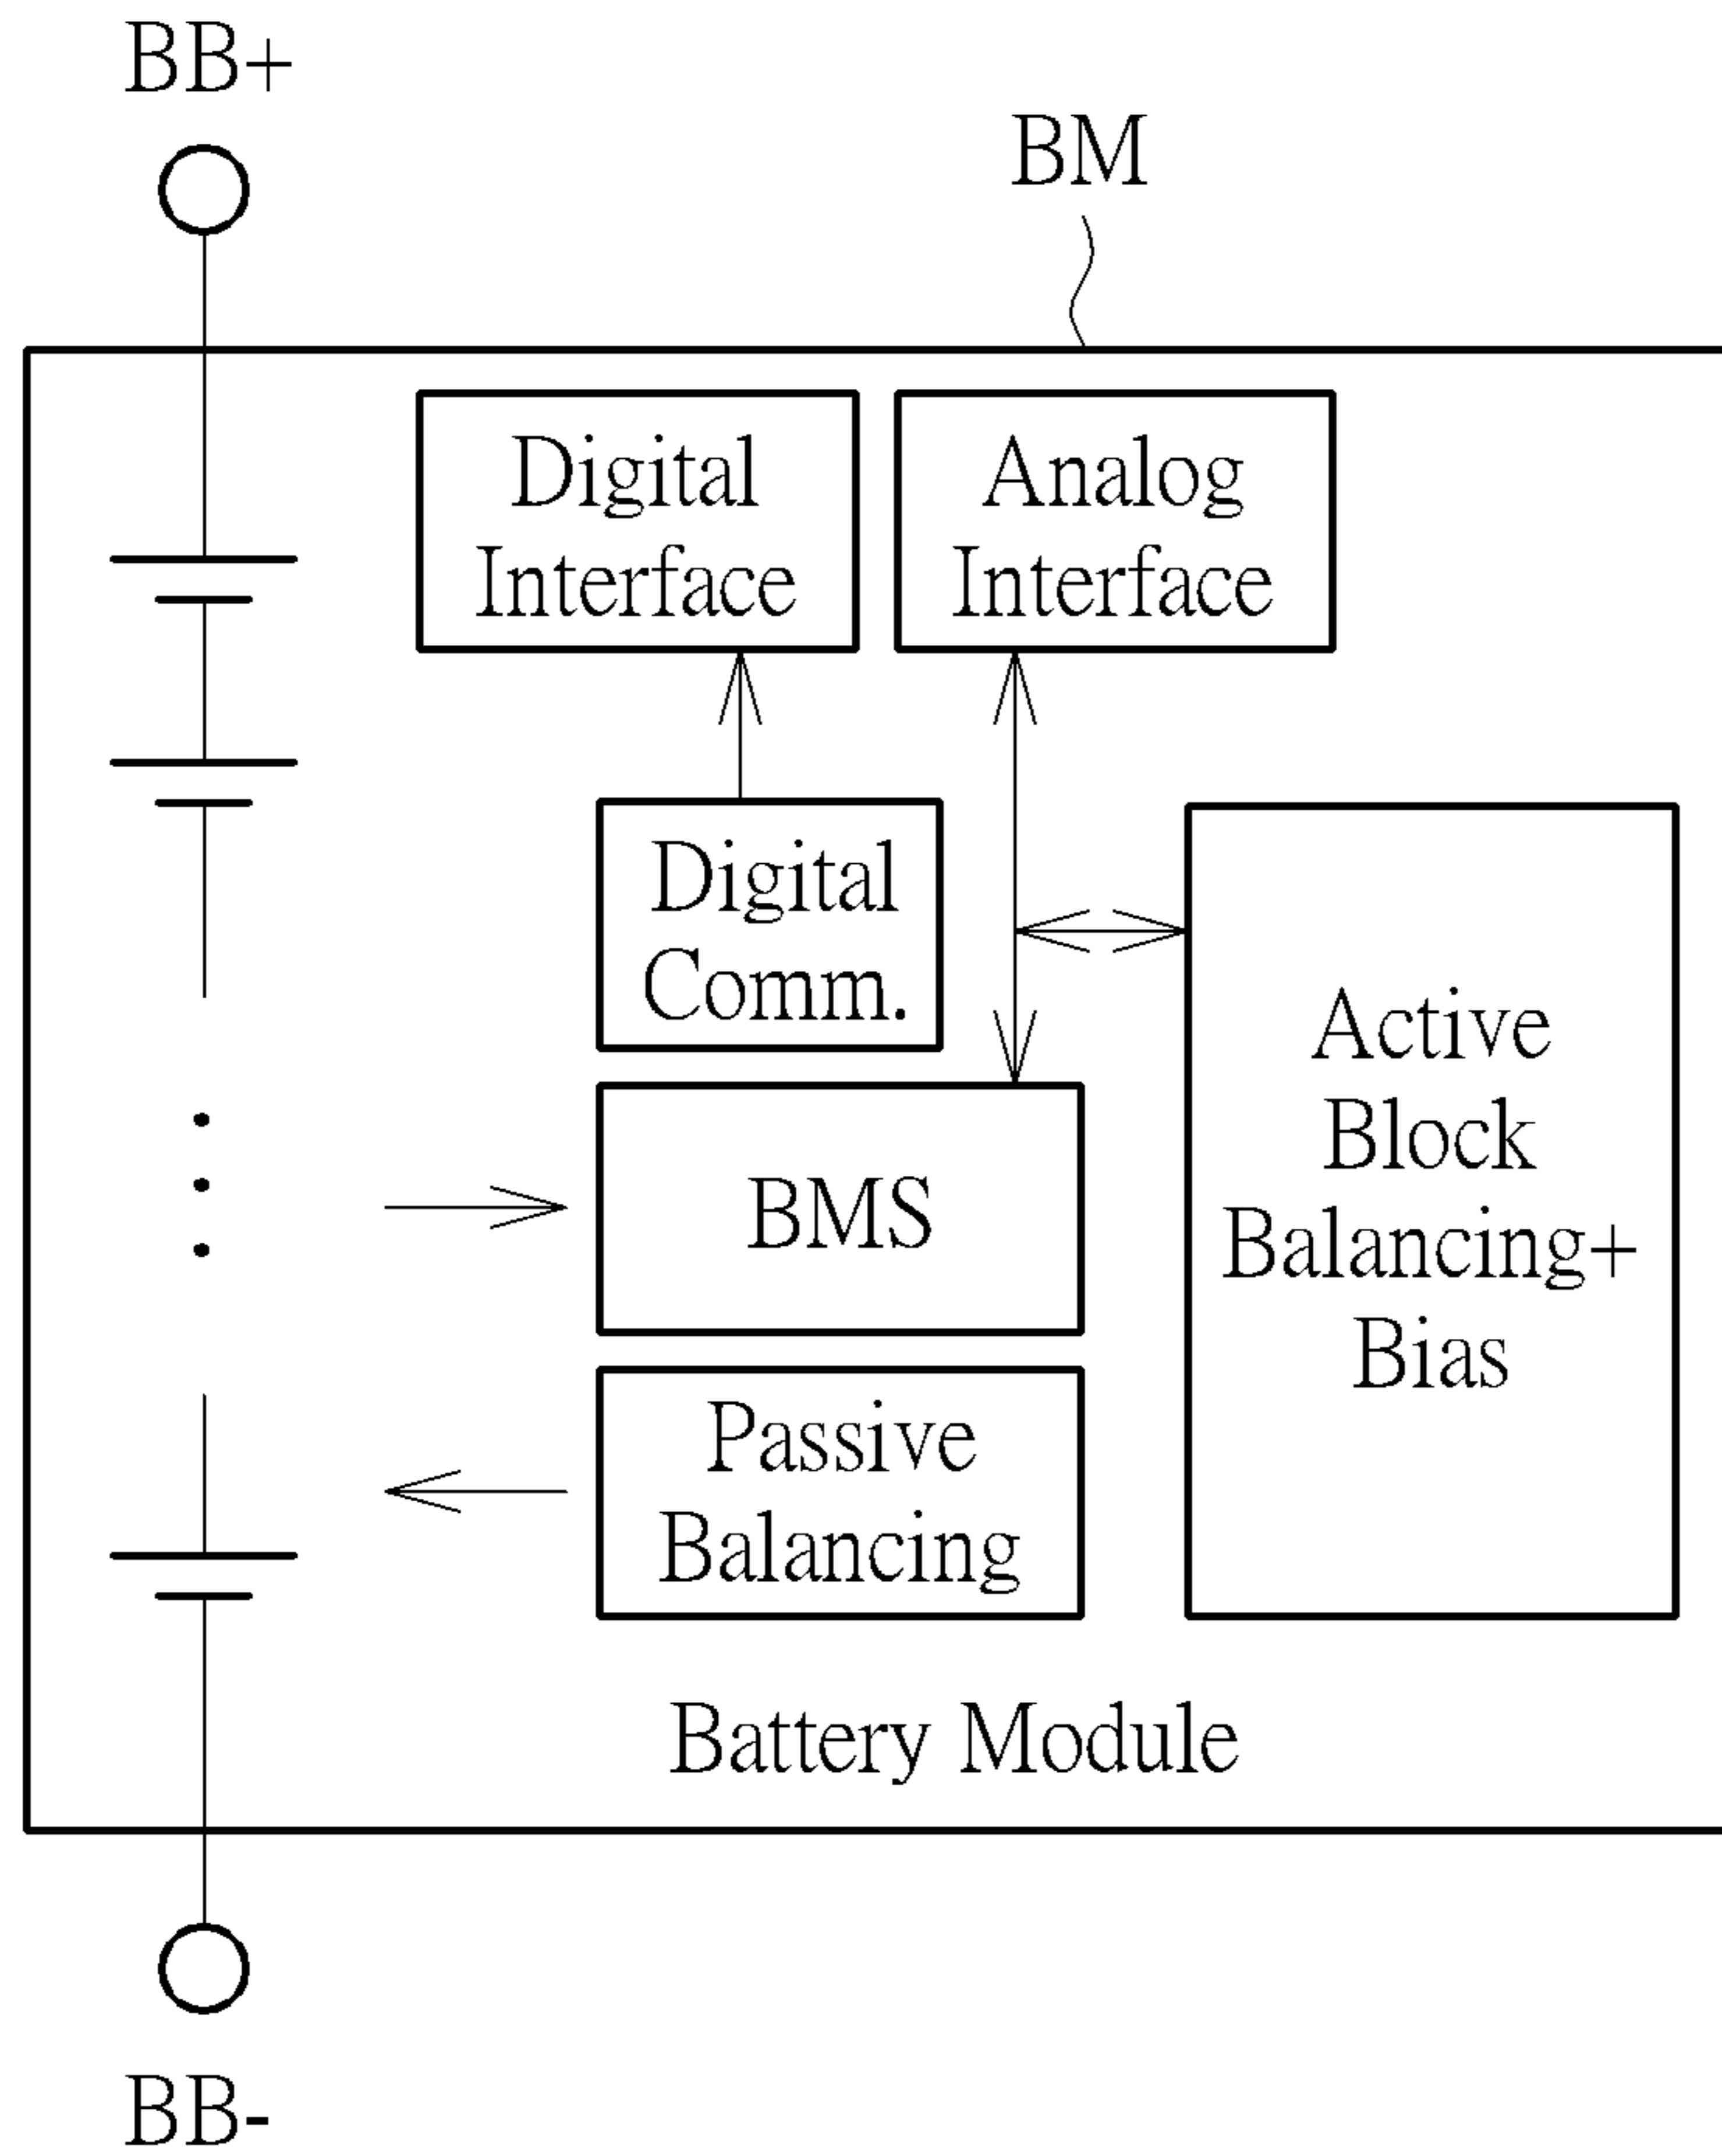 BB+
BM
Digital
Interface
Analog
Interface
Digital
Comm.
BMS
Passive
Balancing
Active
Block
Balancing+
Bias
Battery Module
BB-